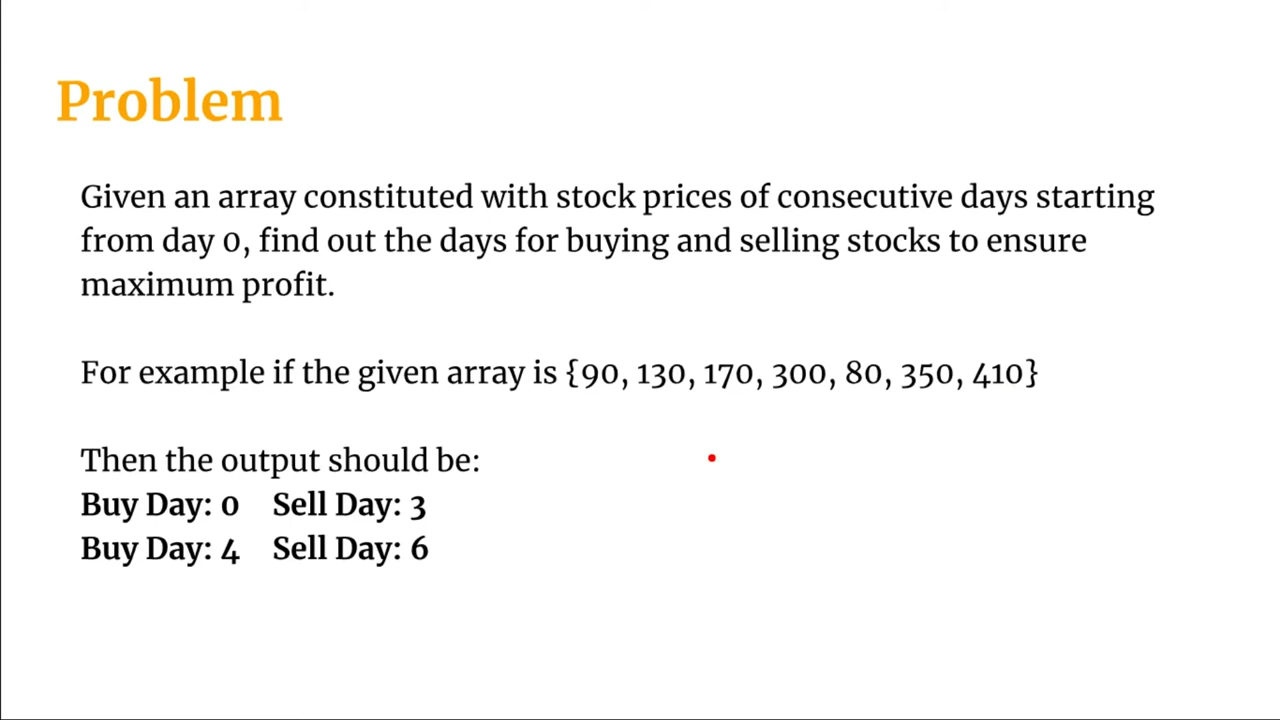 Problem
Given an array constituted with stock prices of consecutive days starting
from day 0, find out the days for buying and selling stocks to ensure
maximum profit.
For example if the given array is {90, 130, 170, 300, 80, 350, 410}
Then the output should be:
Buy Day: 0 Sell Day: 3
Buy Day: 4 Sell Day: 6